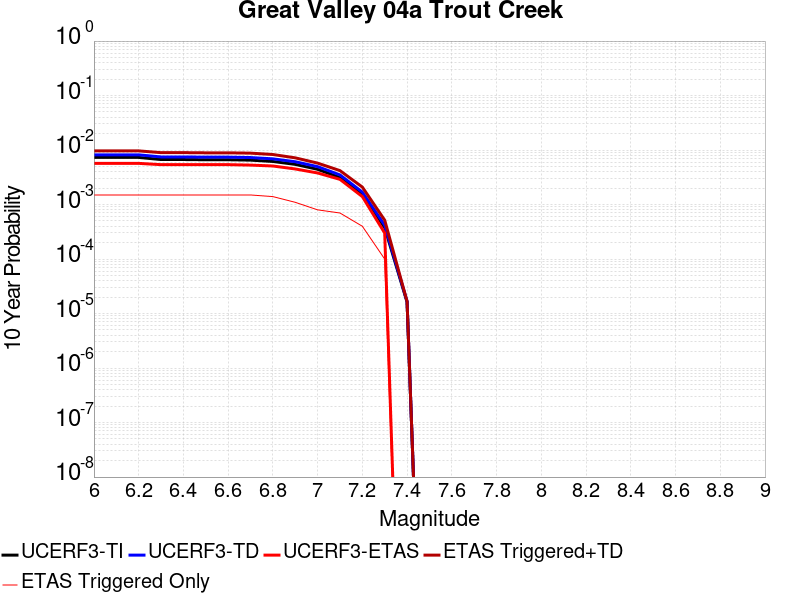 Great Valley 04a Trout Creek
10 0
10 -1
10 -2
10 -3
10 -4
10 -5
10 -6
10 -7
10 -8
10 Year Probability
6 6.2 6.4 6.6 6.8 7 7.2 7.4 7.6 7.8 8 8.2 8.4 8.6 8.8 9
Magnitude
UCERF3-TI UCERF3-TD UCERF3-ETAS ETAS Triggered+TD
ETAS Triggered Only